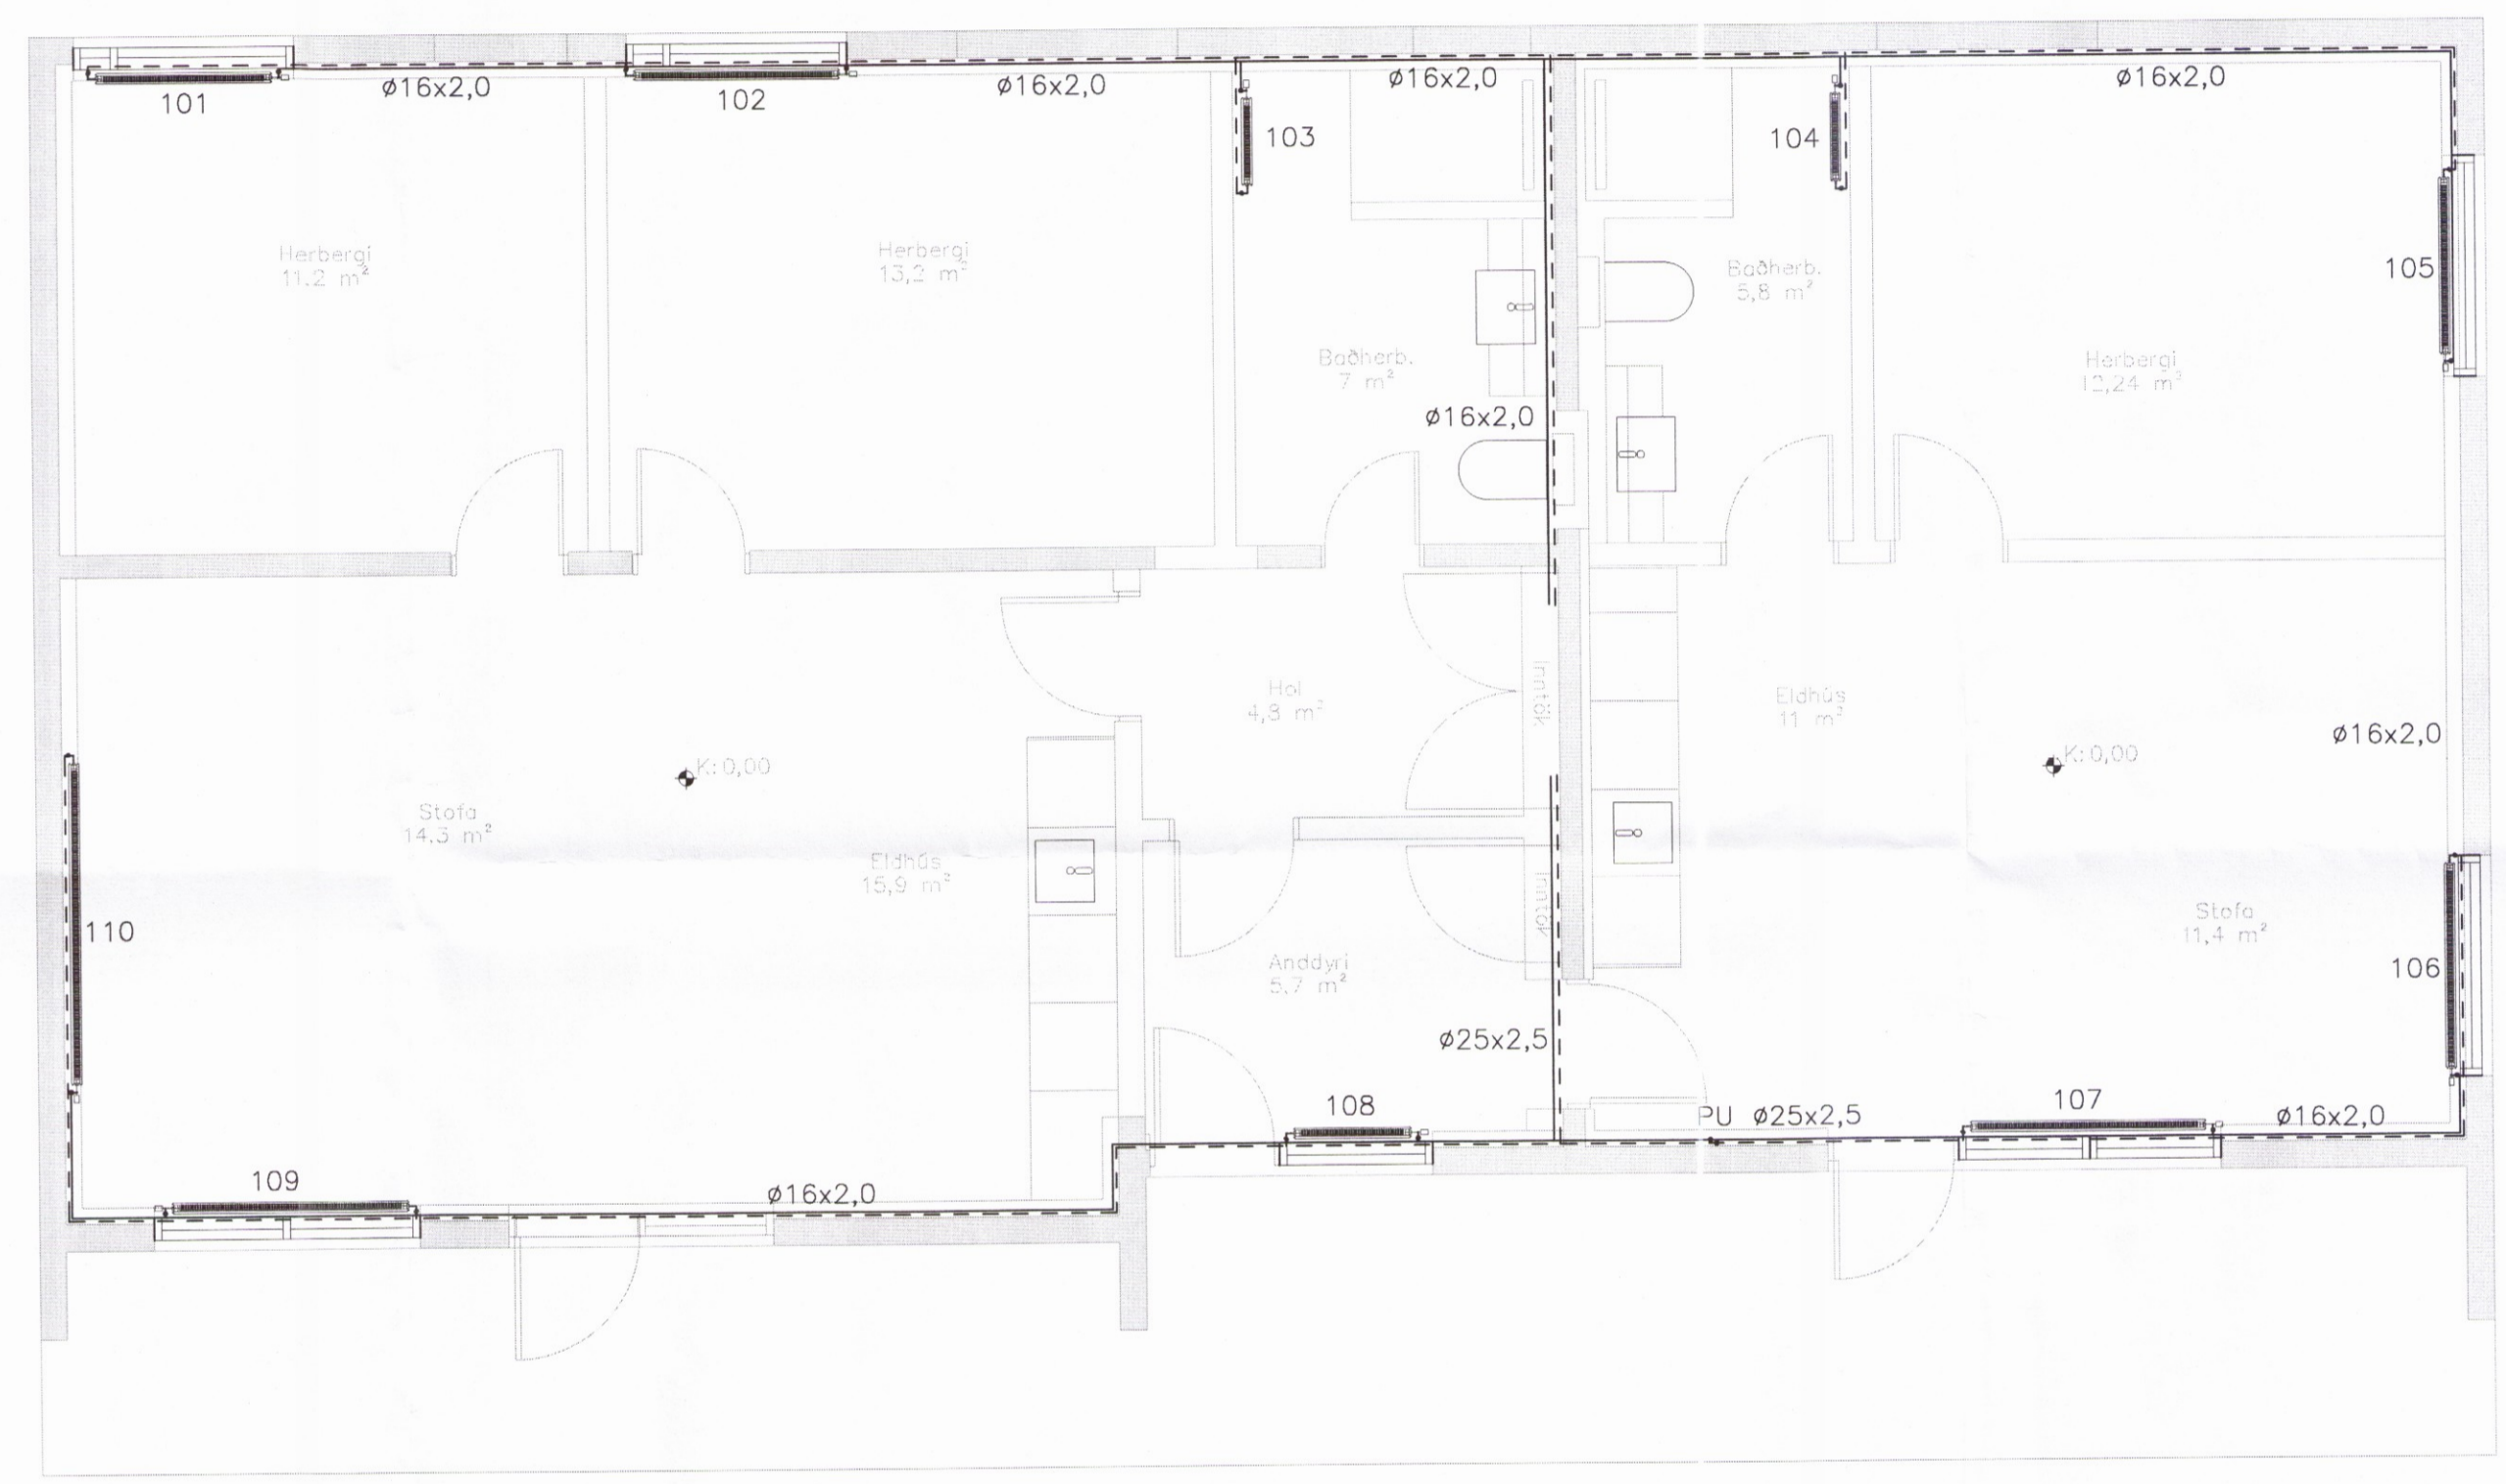 101
ø16x2,0
102
ø16x2,0
ø16x2,0
ø16x2,0
103
104
105
Herbergi
11.2 m²
Herbergi
13,2 m²
Baðherb.
5,8 m²
Baðherb.
7 m²
Herbergi
12,24 m²
ø16x2,0
Hol
4,8 m²
Inntök
Eldhús
11 m²
ø16x2,0
K: 0,00
K: 0,00
Stofa
14.3 m²
Eldhús
15,9 m²
Inntök
Stofa
11,4 m²
110
Anddyri
5.7 m²
106
ø25x2,5
108
PU ø25x2,5
107
ø16x2,0
109
ø16x2,0